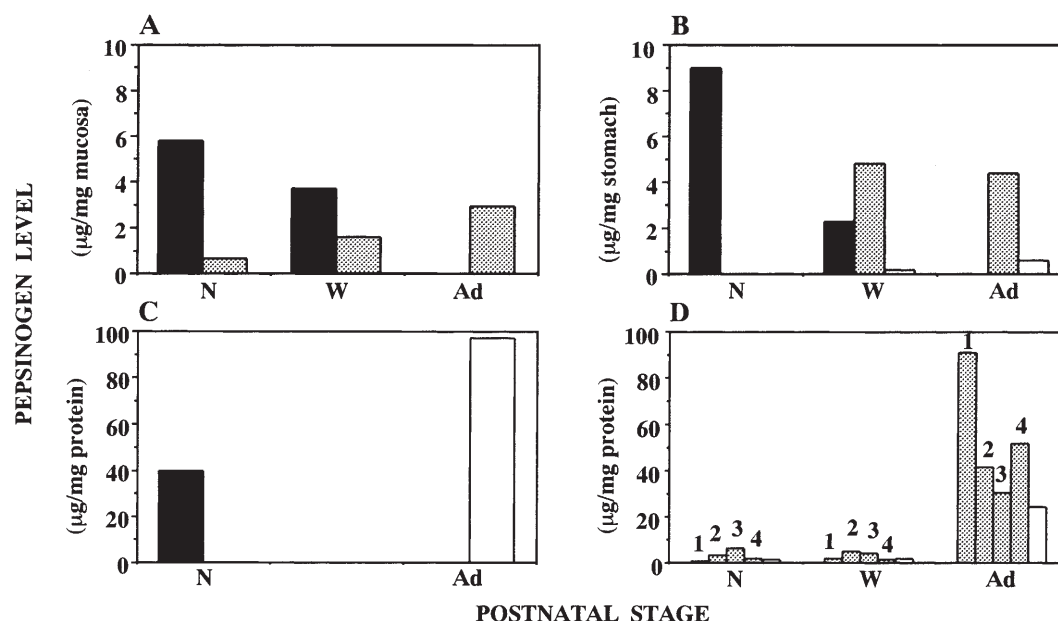 PEPSINOGEN LEVEL
A
(µg/mg mucosa)
10
8
6
4
2
0
N W Ad
B
(µg/mg stomach)
10
8
6
4
2
0
N W Ad
C
(µg/mg protein)
100
80
60
40
20
0
N Ad
D
(µg/mg protein)
100
80
60
40
20
0
1 2 3 4
1 2 3 4
1 2 3 4
N W Ad
POSTNATAL STAGE